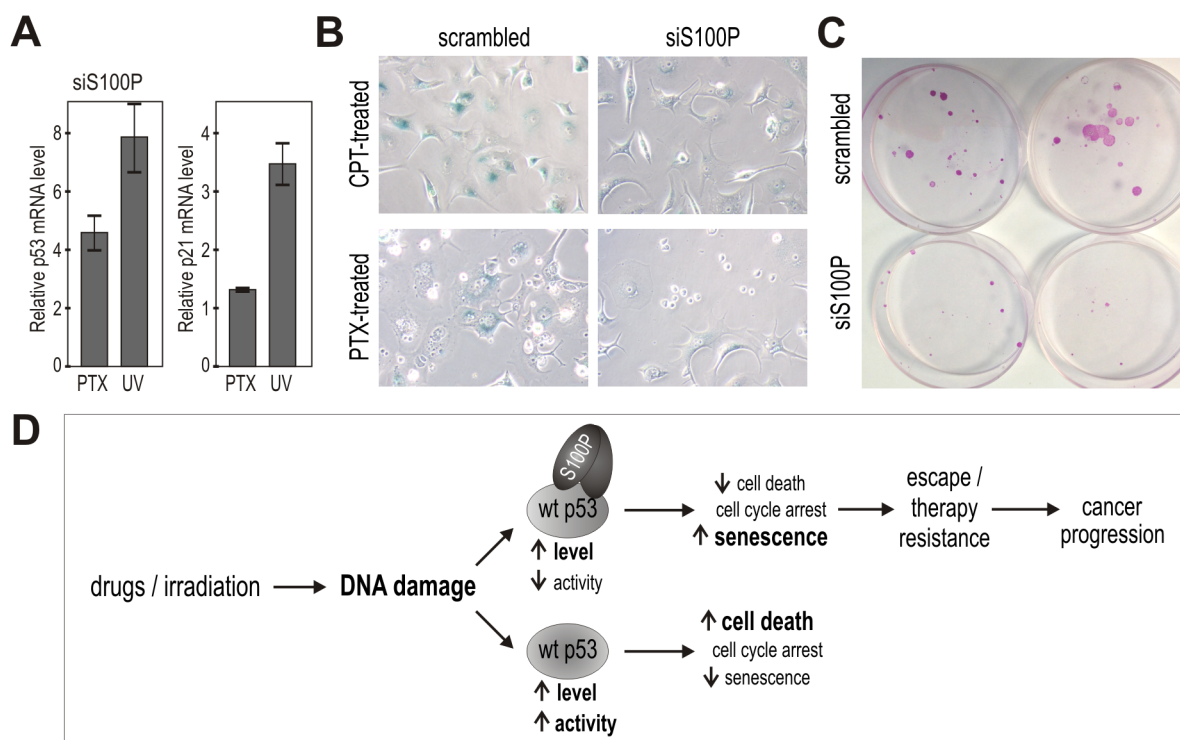 A
siS100P
Relative p53 mRNA level
8
6
4
2
0
PTX
UV
Relative p21 mRNA level
4
3
2
1
0
PTX
UV
B
scrambled
siS100P
CPT-treated
PTX-treated
C
scrambled
siS100P
D
drugs / irradiation
DNA damage
S100P
wt p53
↑ level
↓ activity
↓ cell death
cell cycle arrest
↑ senescence
escape /
therapy
resistance
cancer
progression
wt p53
↑ level
↑ activity
↑ cell death
cell cycle arrest
↓ senescence